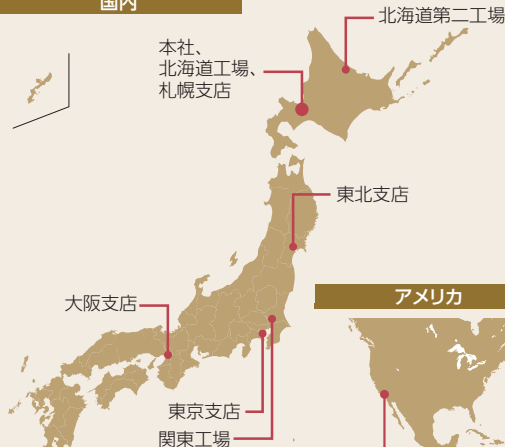 国内
北海道第二工場
本社、
北海道工場、
札幌支店
東北支店
大阪支店
アメリカ
東京支店
関東工場